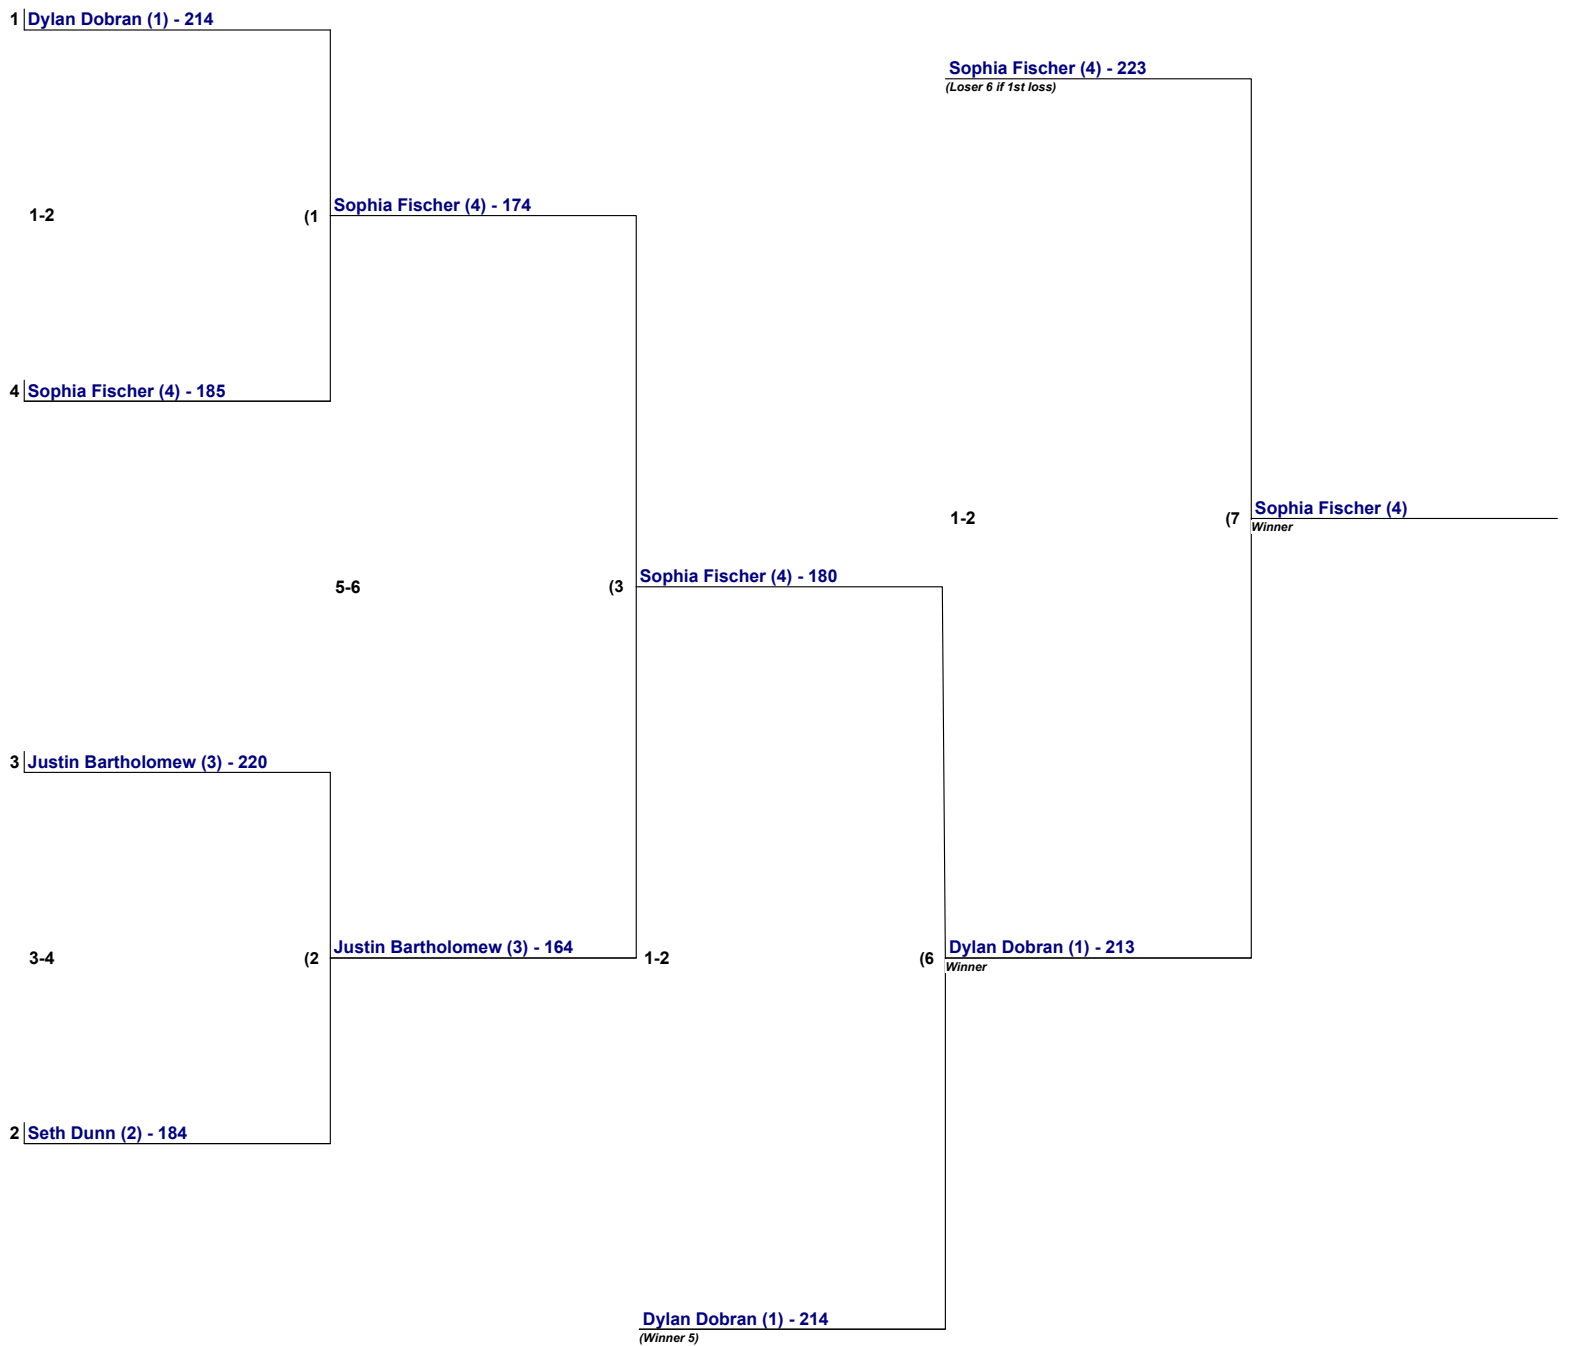 1 Dylan Dobran (1) - 214
Sophia Fischer (4) - 223
(Loser 6 if 1st loss)
1-2 (1 Sophia Fischer (4) - 174
4 Sophia Fischer (4) - 185
1-2 (7 Sophia Fischer (4)
Winner
5-6 (3 Sophia Fischer (4) - 180
3 Justin Bartholomew (3) - 220
3-4 (2 Justin Bartholomew (3) - 164
1-2 (6 Dylan Dobran (1) - 213
Winner
2 Seth Dunn (2) - 184
Dylan Dobran (1) - 214
(Winner 5)